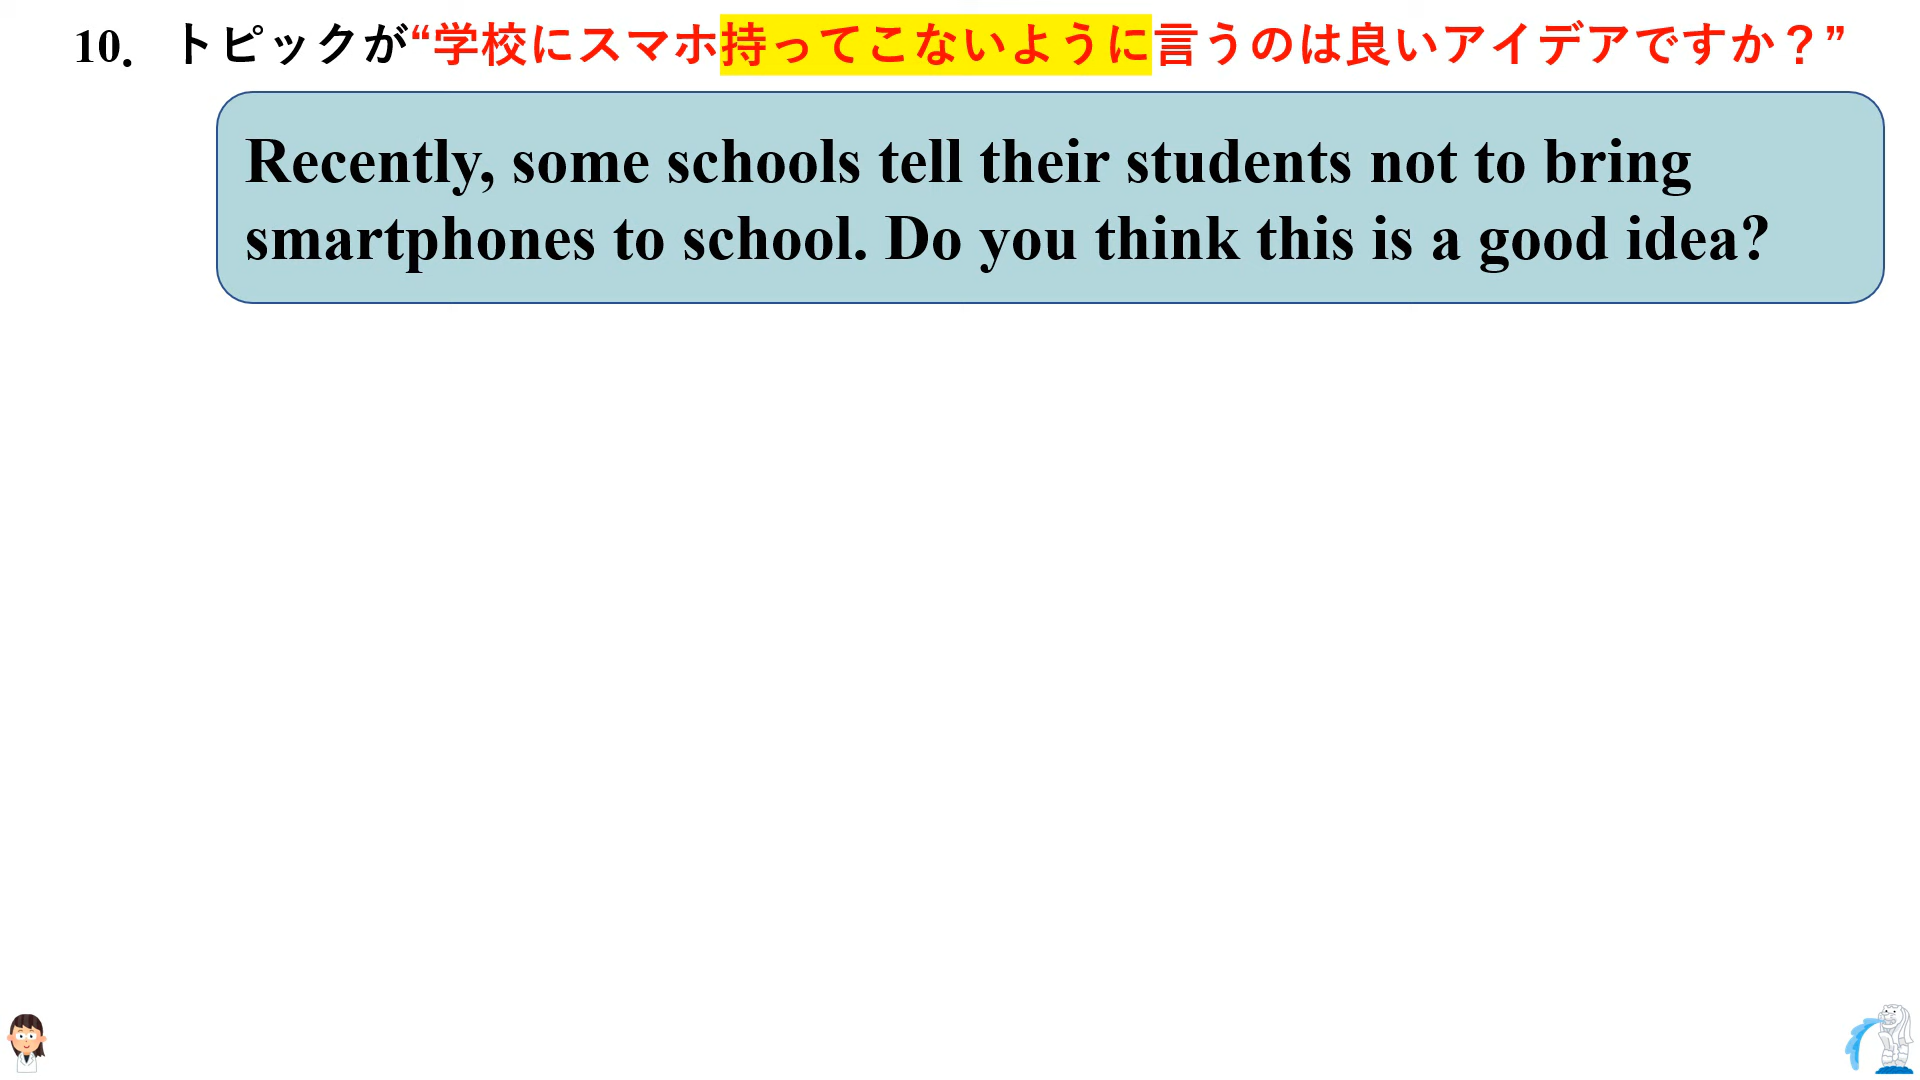 10．トピックが“学校にスマホ持ってこないように言うのは良いアイデアですか？”
Recently, some schools tell their students not to bring
smartphones to school. Do you think this is a good idea?